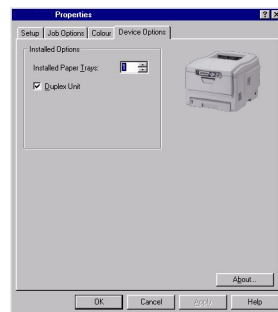 Properties
Setup Job Options Colour Device Options
Installed Options
Installed Paper Trays: 1
Duplex Unit
About...
OK Cancel Apply Help